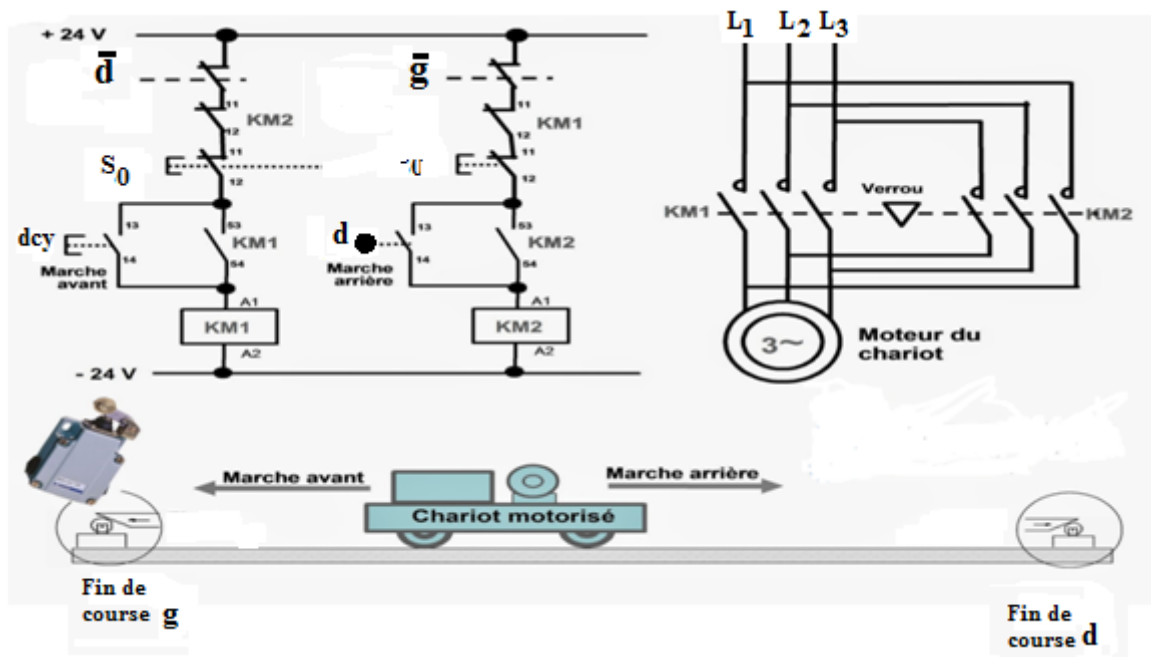 + 24 V
d̄
11
12
KM2
S0
11
12
dcy
13
14
Marche
avant
53
54
KM1
A1
KM1
A2
- 24 V
ḡ
11
12
KM1
11
12
d
13
14
Marche
arrière
53
54
KM2
A1
KM2
A2
L1 L2 L3
KM1
Verrou
KM2
3~
Moteur du
chariot
Marche avant
Marche arrière
Chariot motorisé
Fin de
course g
Fin de
course d